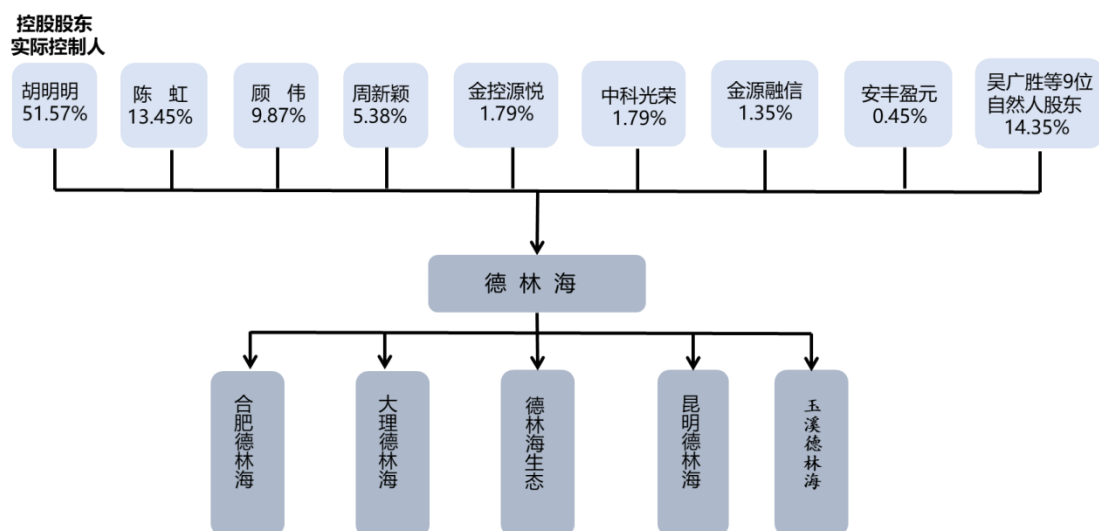 控股股东
实际控制人
胡明明
51.57%
陈 虹
13.45%
顾 伟
9.87%
周新颖
5.38%
金控源悦
1.79%
中科光荣
1.79%
金源融信
1.35%
安丰盈元
0.45%
吴广胜等9位
自然人股东
14.35%
德 林 海
合肥德林海
大理德林海
德林海生态
昆明德林海
玉溪德林海